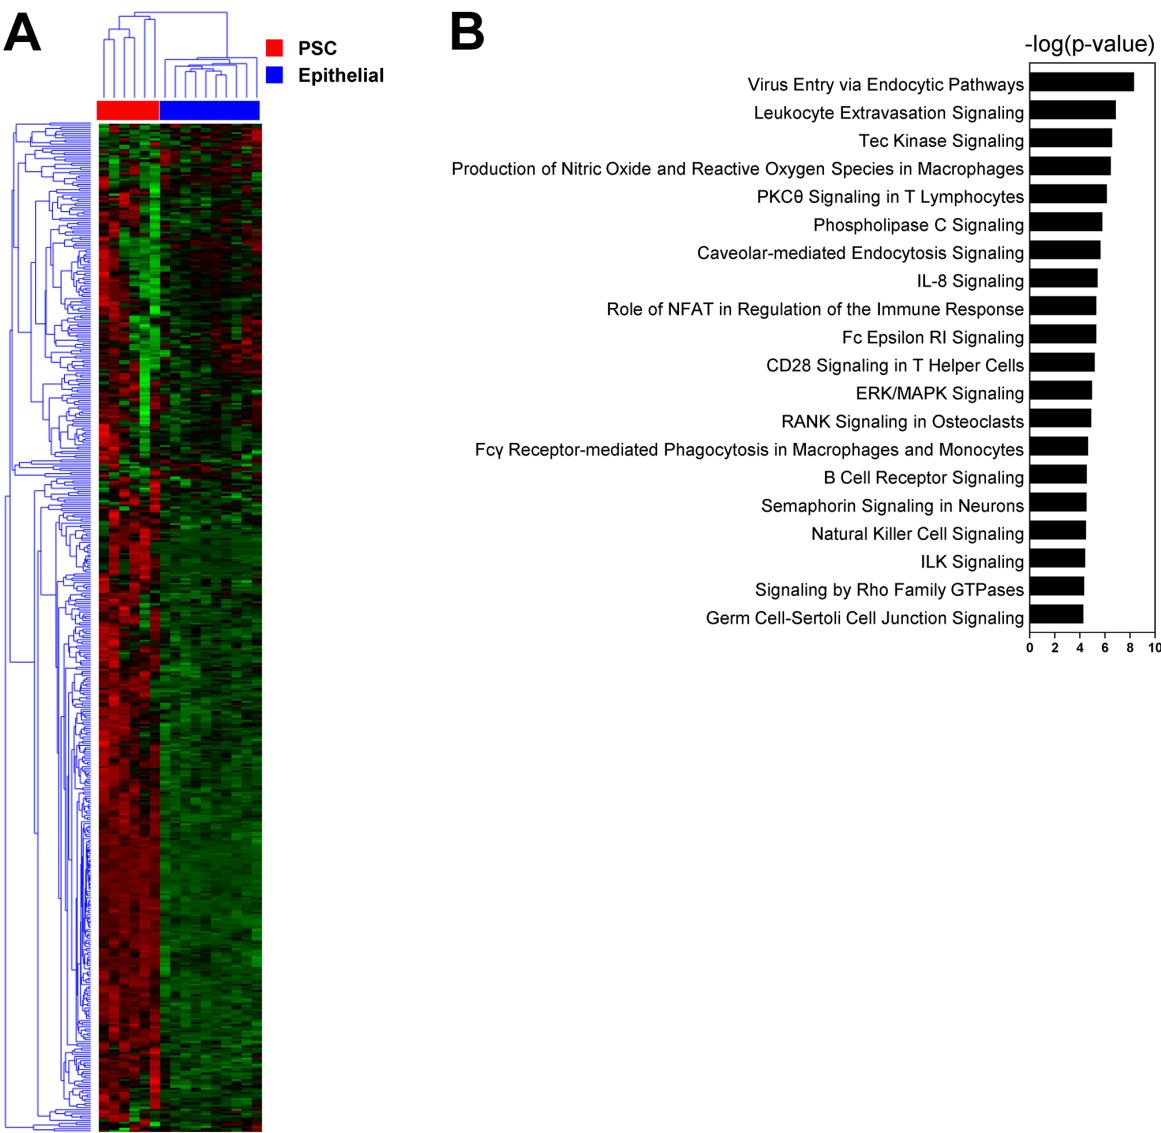 A
PSC
Epithelial
B
-log(p-value)
Virus Entry via Endocytic Pathways
Leukocyte Extravasation Signaling
Tec Kinase Signaling
Production of Nitric Oxide and Reactive Oxygen Species in Macrophages
PKCθ Signaling in T Lymphocytes
Phospholipase C Signaling
Caveolar-mediated Endocytosis Signaling
IL-8 Signaling
Role of NFAT in Regulation of the Immune Response
Fc Epsilon RI Signaling
CD28 Signaling in T Helper Cells
ERK/MAPK Signaling
RANK Signaling in Osteoclasts
Fcγ Receptor-mediated Phagocytosis in Macrophages and Monocytes
B Cell Receptor Signaling
Semaphorin Signaling in Neurons
Natural Killer Cell Signaling
ILK Signaling
Signaling by Rho Family GTPases
Germ Cell-Sertoli Cell Junction Signaling
0 2 4 6 8 10